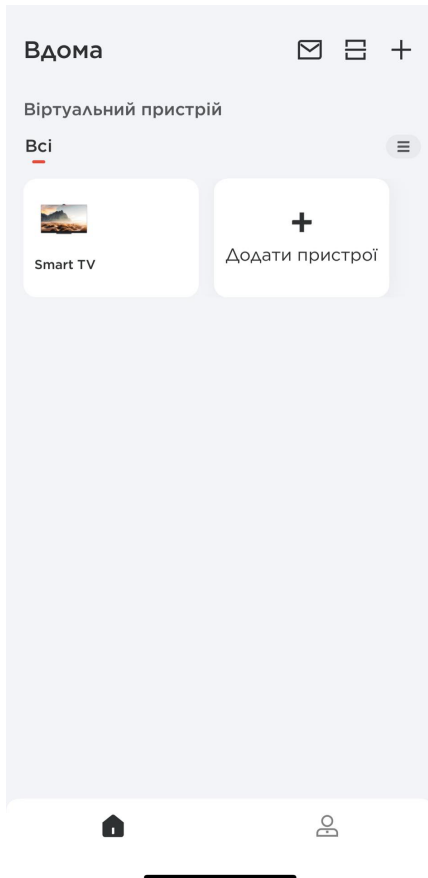 Вдома
Віртуальний пристрій
Всі
Smart TV
Додати пристрої